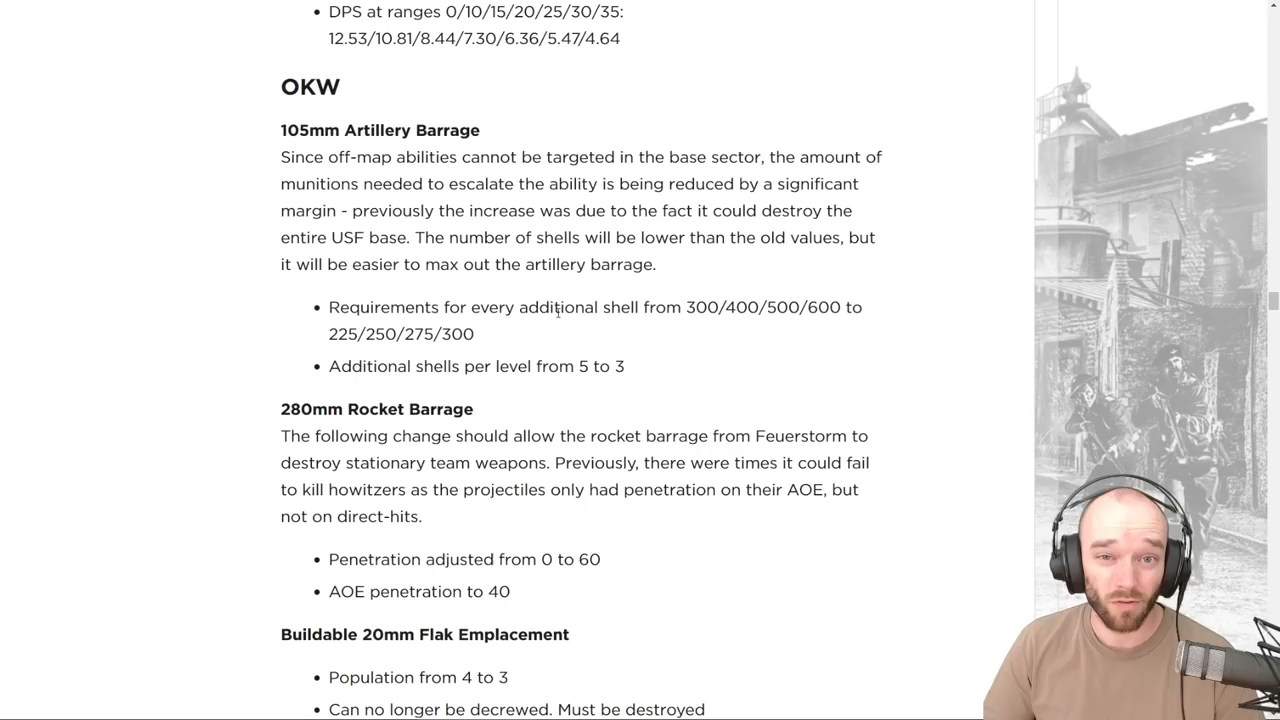 • DPS at ranges 0/10/15/20/25/30/35:
12.53/10.81/8.44/7.30/6.36/5.47/4.64
OKW
105mm Artillery Barrage
Since off-map abilities cannot be targeted in the base sector, the amount of
munitions needed to escalate the ability is being reduced by a significant
margin - previously the increase was due to the fact it could destroy the
entire USF base. The number of shells will be lower than the old values, but
it will be easier to max out the artillery barrage.
• Requirements for every additional shell from 300/400/500/600 to
225/250/275/300
• Additional shells per level from 5 to 3
280mm Rocket Barrage
The following change should allow the rocket barrage from Feuerstorm to
destroy stationary team weapons. Previously, there were times it could fail
to kill howitzers as the projectiles only had penetration on their AOE, but
not on direct-hits.
• Penetration adjusted from 0 to 60
• AOE penetration to 40
Buildable 20mm Flak Emplacement
• Population from 4 to 3
• Can no longer be decrewed. Must be destroyed